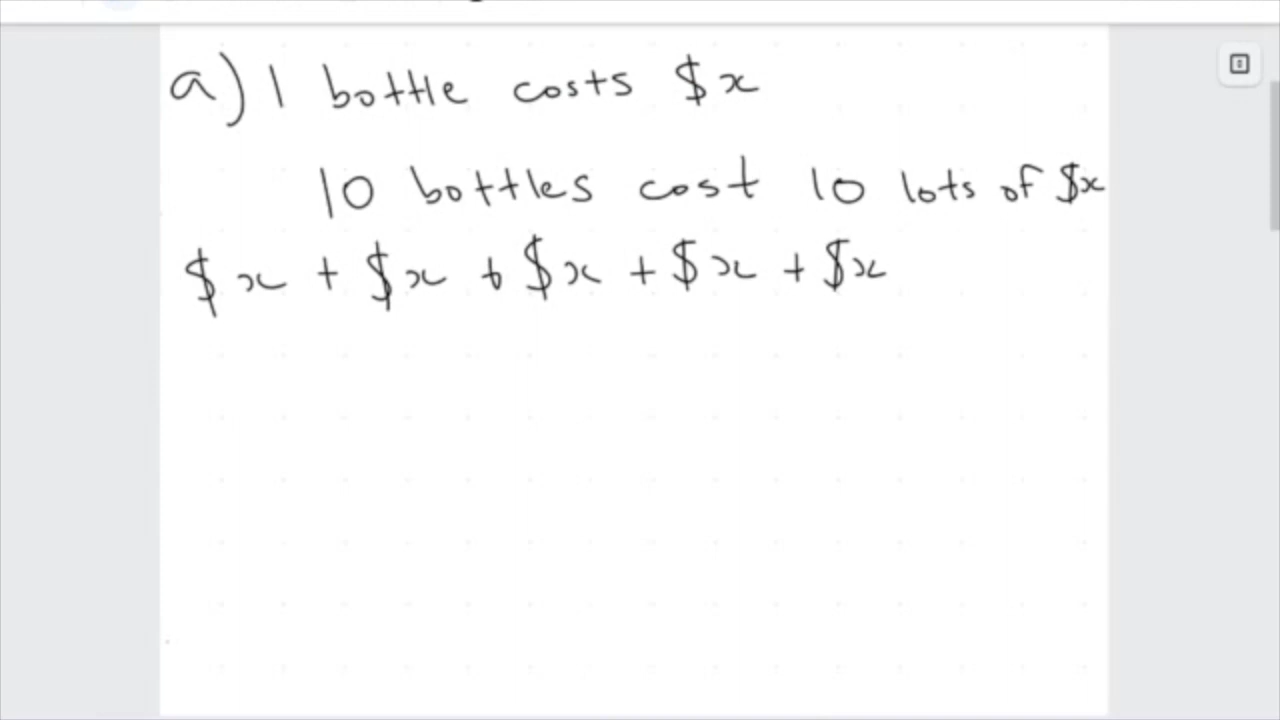 a) 1 bottle costs $x
10 bottles cost 10 lots of $x
$x + $x + $x + $x + $x